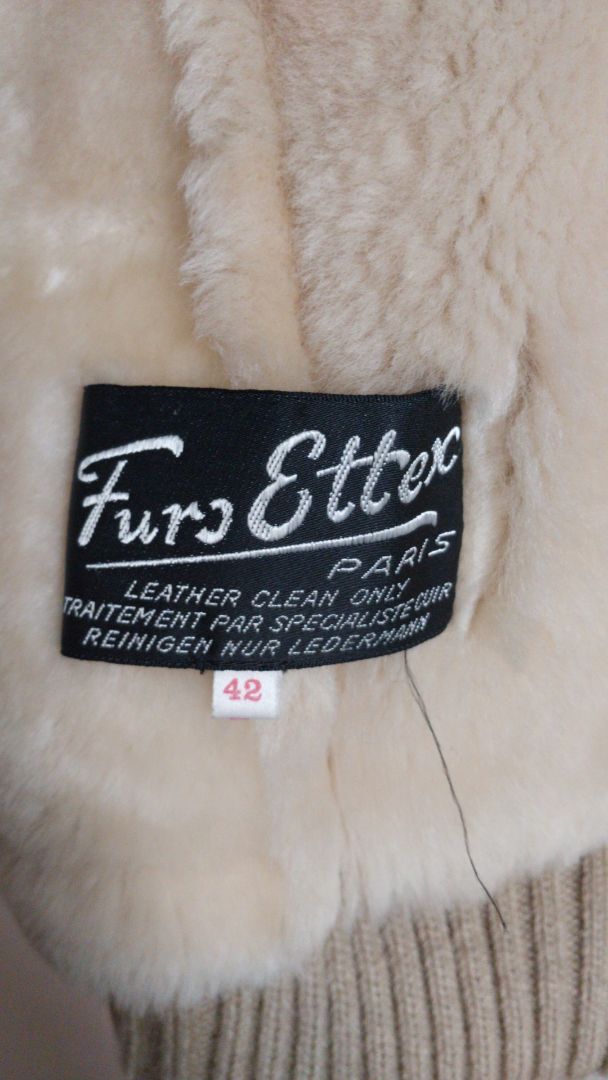 Furs Ettex
PARIS
LEATHER CLEAN ONLY
TRAITEMENT PAR SPECIALISTE CUIR
REINIGEN NUR LEDERMANN
42